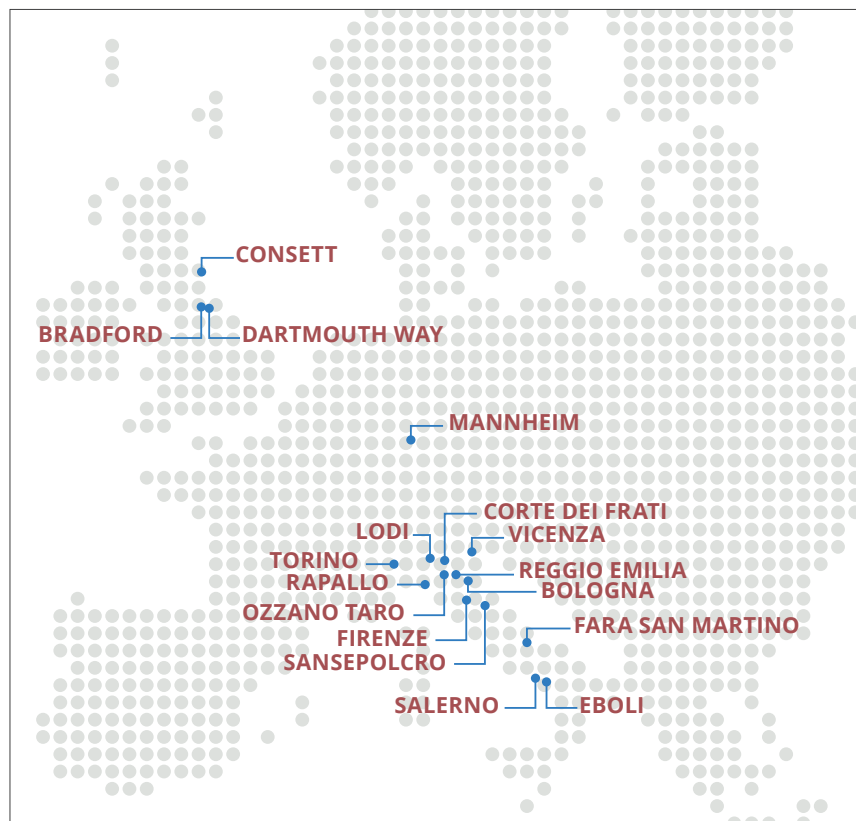 CONSETT
BRADFORD
DARTMOUTH WAY
MANNHEIM
CORTE DEI FRATI
LODI
VICENZA
TORINO
REGGIO EMILIA
RAPALLO
BOLOGNA
OZZANO TARO
FARA SAN MARTINO
FIRENZE
SANSEPOLCRO
SALERNO
EBOLI